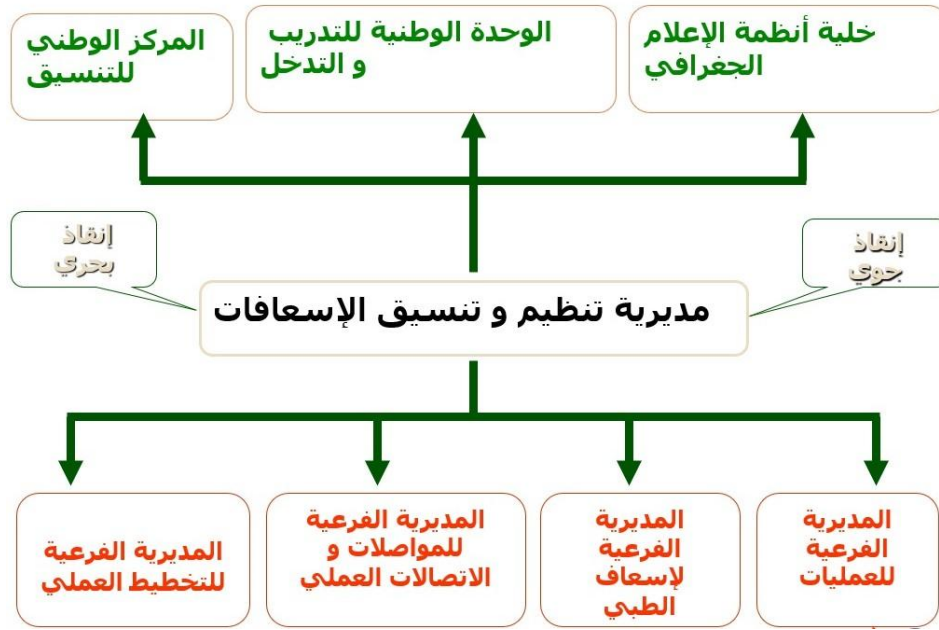 خلية أنظمة الإعلام
الجغرافي
الوحدة الوطنية للتدريب
و التدخل
المركز الوطني
للتنسيق
إنقاذ
جوي
إنقاذ
بحري
مديرية تنظيم و تنسيق الإسعافات
المديرية
الفرعية
للعمليات
المديرية
الفرعية
لإسعاف
الطبي
المديرية الفرعية
للمواصلات و
الاتصالات العملي
المديرية الفرعية
للتخطيط العملي